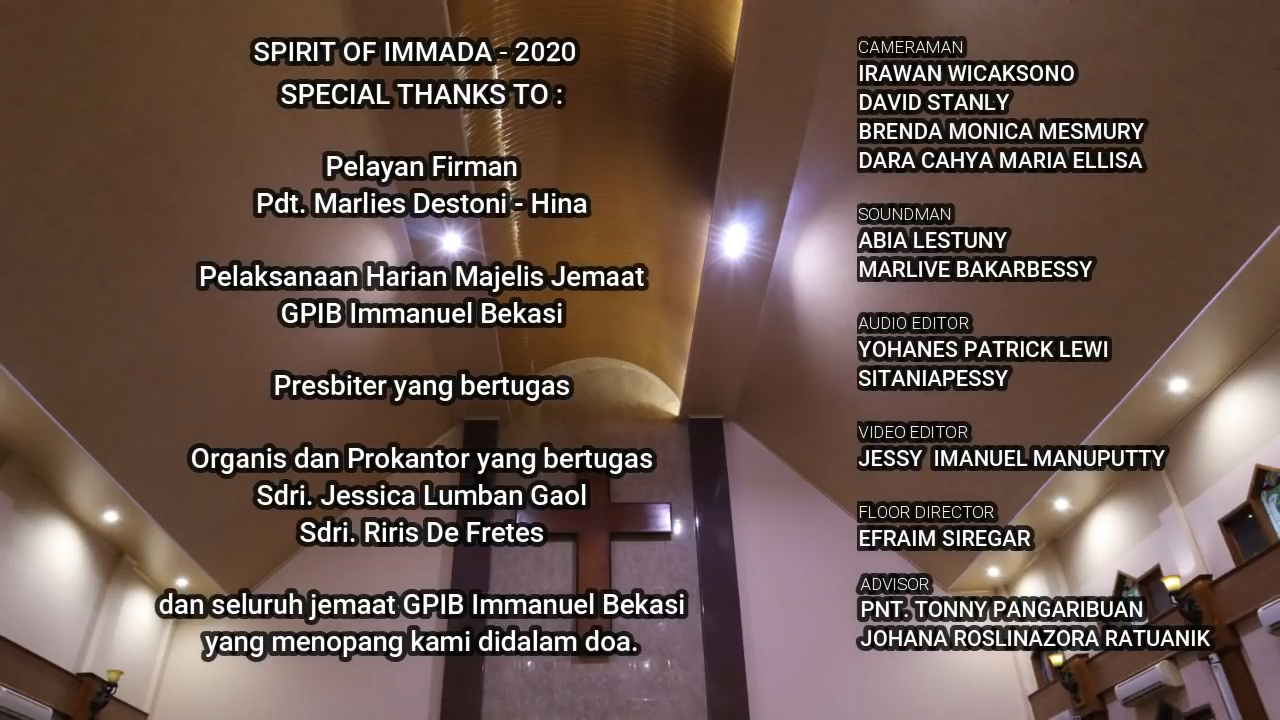 SPIRIT OF IMMADA - 2020
SPECIAL THANKS TO :
Pelayan Firman
Pdt. Marlies Destoni - Hina
Pelaksanaan Harian Majelis Jemaat
GPIB Immanuel Bekasi
Presbiter yang bertugas
Organis dan Prokantor yang bertugas
Sdri. Jessica Lumban Gaol
Sdri. Riris De Fretes
dan seluruh jemaat GPIB Immanuel Bekasi
yang menopang kami didalam doa.
CAMERAMAN
IRAWAN WICAKSONO
DAVID STANLY
BRENDA MONICA MESMURY
DARA CAHYA MARIA ELLISA
SOUNDMAN
ABIA LESTUNY
MARLIVE BAKARBESSY
AUDIO EDITOR
YOHANES PATRICK LEWI
SITANIAPESSY
VIDEO EDITOR
JESSY  IMANUEL MANUPUTTY
FLOOR DIRECTOR
EFRAIM SIREGAR
ADVISOR
PNT. TONNY PANGARIBUAN
JOHANA ROSLINAZORA RATUANIK